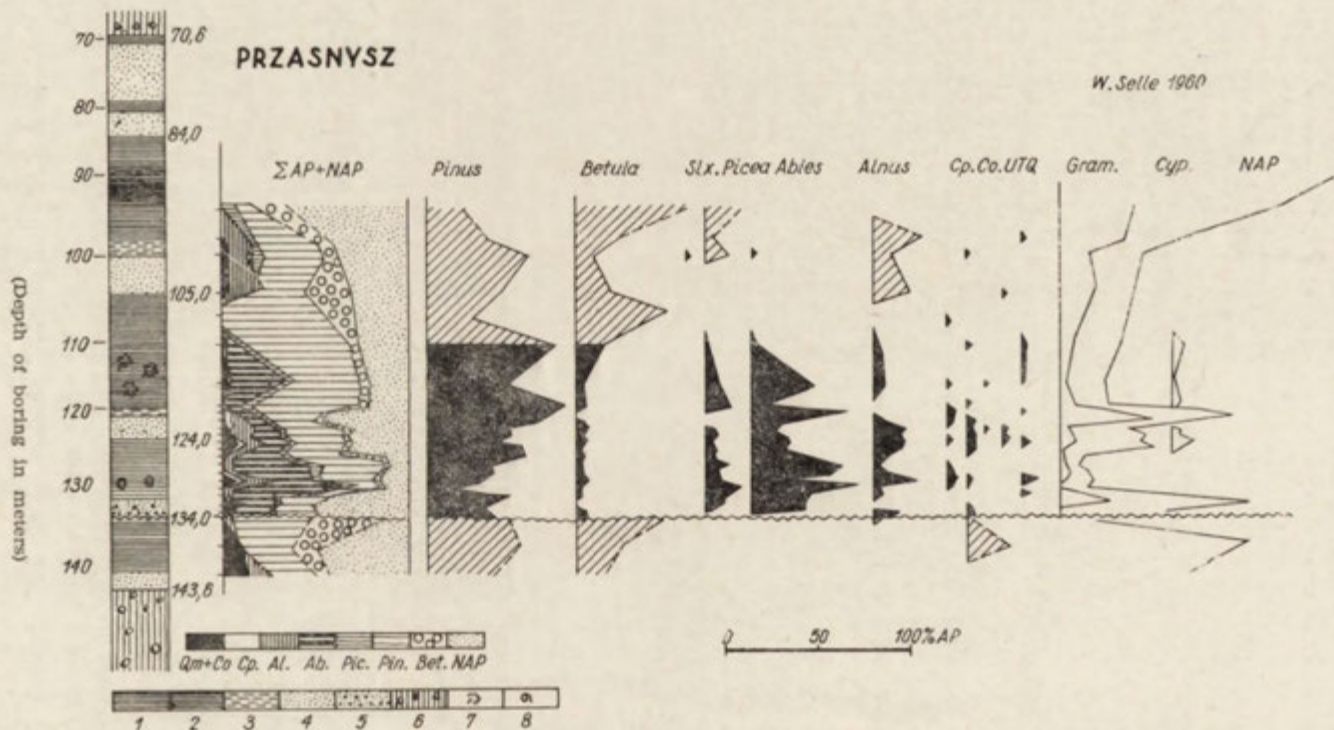 PRZASNYSZ
W. Selle 1960
(Depth of boring in meters)
70 70,6
80
84,0
90
100
105,0
110
120
124,0
130
134,0
140
143,6
ΣAP+NAP Pinus Betula Slx. Picea Abies Alnus Cp. Co. UTQ Gram. Cyp. NAP
Qm+Co Cp. Al. Ab. Pic. Pin. Bet. NAP
0 50 100% AP
1 2 3 4 5 6 7 8